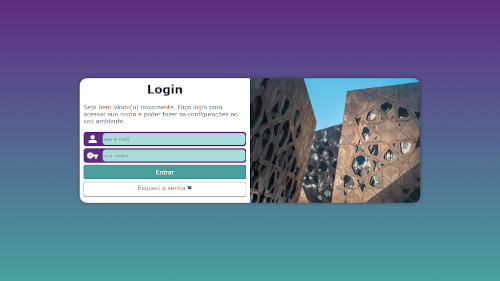 Login
Seja bem-vindo(a) novamente. Faça login para
acessar sua conta e poder fazer as configurações no
seu ambiente.
seu e-mail
sua senha
Entrar
Esqueci a senha